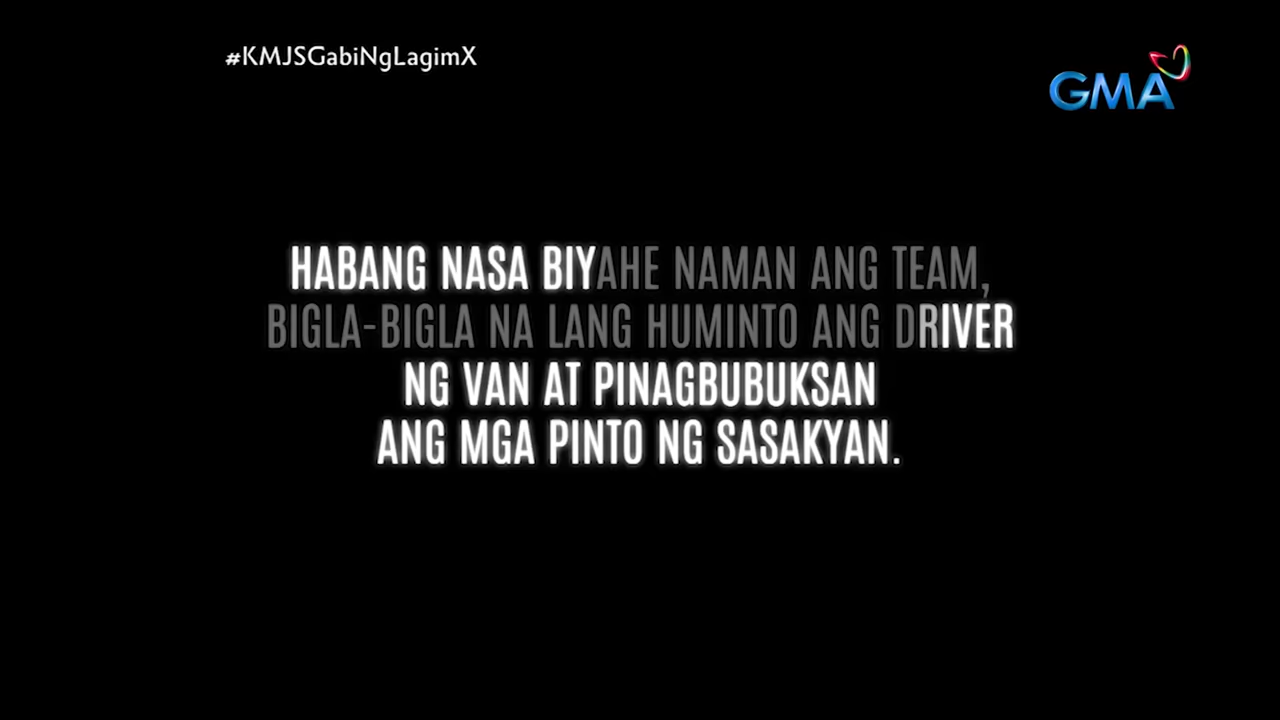 #KMJSGabiNgLagimX
GMA
HABANG NASA BIYAHE NAMAN ANG TEAM,
BIGLA-BIGLA NA LANG HUMINTO ANG DRIVER
NG VAN AT PINAGBUBUKSAN
ANG MGA PINTO NG SASAKYAN.